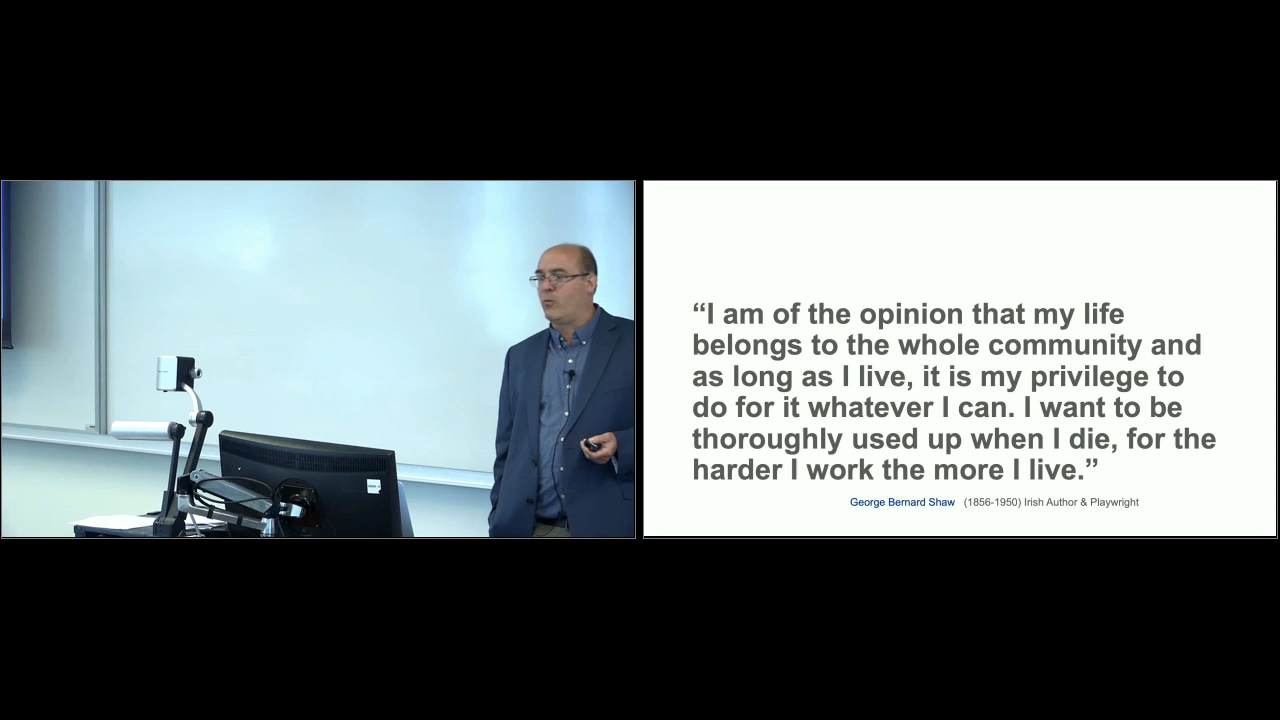 “I am of the opinion that my life
belongs to the whole community and
as long as I live, it is my privilege to
do for it whatever I can. I want to be
thoroughly used up when I die, for the
harder I work the more I live.”
George Bernard Shaw (1856-1950) Irish Author & Playwright